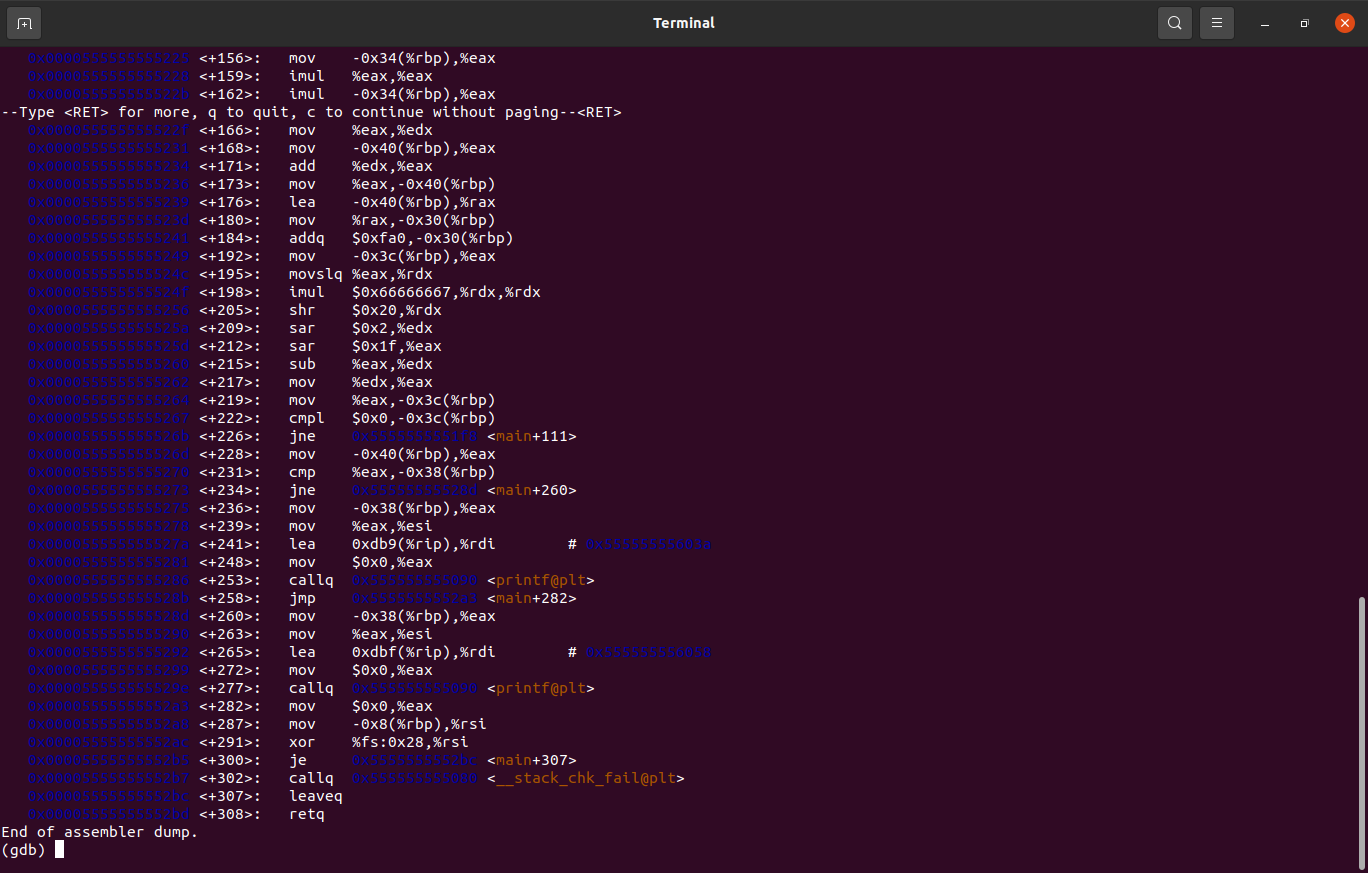 Terminal
0x0000555555555225 <+156>: mov -0x34(%rbp),%eax
0x0000555555555228 <+159>: imul %eax,%eax
0x000055555555522b <+162>: imul -0x34(%rbp),%eax
--Type <RET> for more, q to quit, c to continue without paging--<RET>
0x000055555555522f <+166>: mov %eax,%edx
0x0000555555555231 <+168>: mov -0x40(%rbp),%eax
0x0000555555555234 <+171>: add %edx,%eax
0x0000555555555236 <+173>: mov %eax,-0x40(%rbp)
0x0000555555555239 <+176>: lea -0x40(%rbp),%rax
0x000055555555523d <+180>: mov %rax,-0x30(%rbp)
0x0000555555555241 <+184>: addq $0xfa0,-0x30(%rbp)
0x0000555555555249 <+192>: mov -0x3c(%rbp),%eax
0x000055555555524c <+195>: movslq %eax,%rdx
0x000055555555524f <+198>: imul $0x66666667,%rdx,%rdx
0x0000555555555256 <+205>: shr $0x20,%rdx
0x000055555555525a <+209>: sar $0x2,%edx
0x000055555555525d <+212>: sar $0x1f,%eax
0x0000555555555260 <+215>: sub %eax,%edx
0x0000555555555262 <+217>: mov %edx,%eax
0x0000555555555264 <+219>: mov %eax,-0x3c(%rbp)
0x0000555555555267 <+222>: cmpl $0x0,-0x3c(%rbp)
0x000055555555526b <+226>: jne 0x5555555551f8 <main+111>
0x000055555555526d <+228>: mov -0x40(%rbp),%eax
0x0000555555555270 <+231>: cmp %eax,-0x38(%rbp)
0x0000555555555273 <+234>: jne 0x55555555528d <main+260>
0x0000555555555275 <+236>: mov -0x38(%rbp),%eax
0x0000555555555278 <+239>: mov %eax,%esi
0x000055555555527a <+241>: lea 0xdb9(%rip),%rdi # 0x55555555603a
0x0000555555555281 <+248>: mov $0x0,%eax
0x0000555555555286 <+253>: callq 0x555555555090 <printf@plt>
0x000055555555528b <+258>: jmp 0x5555555552a3 <main+282>
0x000055555555528d <+260>: mov -0x38(%rbp),%eax
0x0000555555555290 <+263>: mov %eax,%esi
0x0000555555555292 <+265>: lea 0xdbf(%rip),%rdi # 0x555555556058
0x0000555555555299 <+272>: mov $0x0,%eax
0x000055555555529e <+277>: callq 0x555555555090 <printf@plt>
0x00005555555552a3 <+282>: mov $0x0,%eax
0x00005555555552a8 <+287>: mov -0x8(%rbp),%rsi
0x00005555555552ac <+291>: xor %fs:0x28,%rsi
0x00005555555552b5 <+300>: je 0x5555555552bc <main+307>
0x00005555555552b7 <+302>: callq 0x555555555080 <__stack_chk_fail@plt>
0x00005555555552bc <+307>: leaveq
0x00005555555552bd <+308>: retq
End of assembler dump.
(gdb)